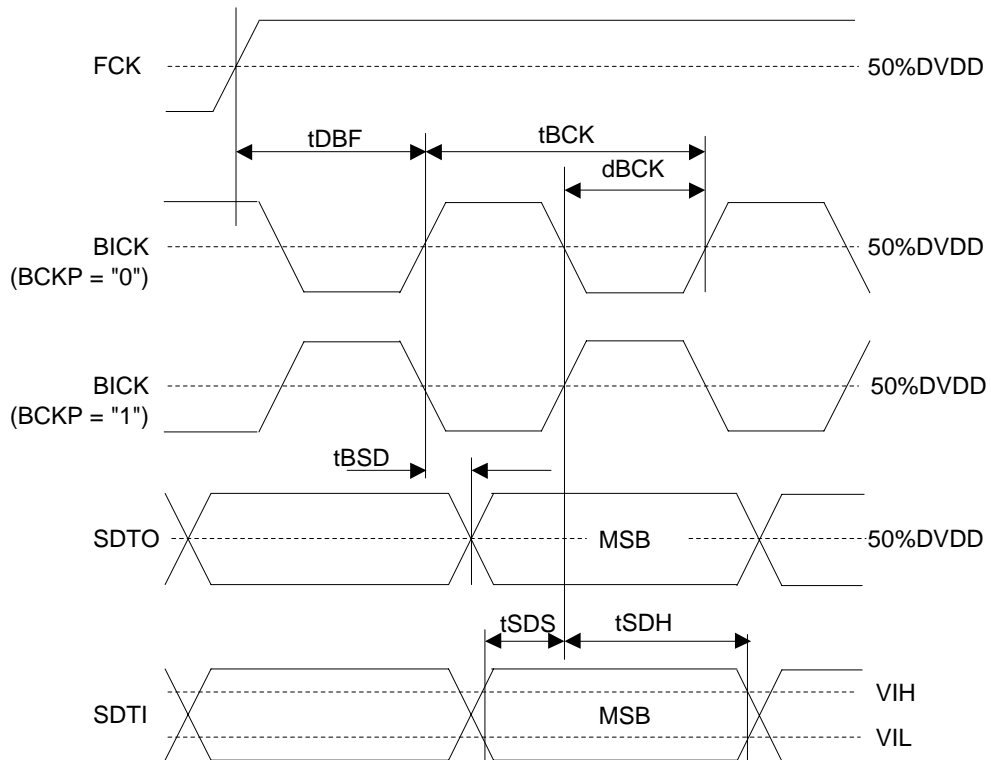 FCK
50%DVDD
tDBF
tBCK
dBCK
BICK
(BCKP = "0")
50%DVDD
BICK
(BCKP = "1")
50%DVDD
tBSD
SDTO
MSB
50%DVDD
tSDS
tSDH
SDTI
MSB
VIH
VIL